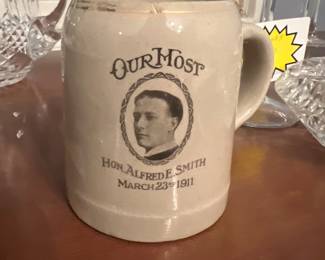 OUR MOST
HON. ALFRED E. SMITH
MARCH 23RD 1911